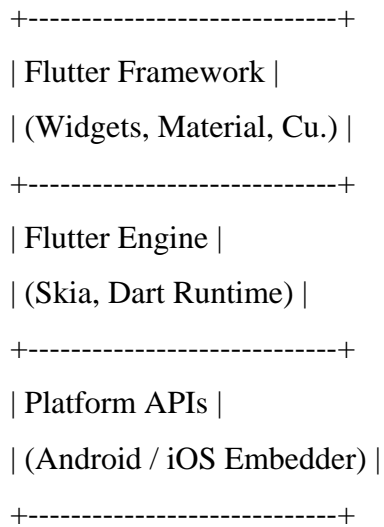 +-----------------------------+
| Flutter Framework |
| (Widgets, Material, Cu.) |
+-----------------------------+
| Flutter Engine |
| (Skia, Dart Runtime) |
+-----------------------------+
| Platform APIs |
| (Android / iOS Embedder) |
+-----------------------------+